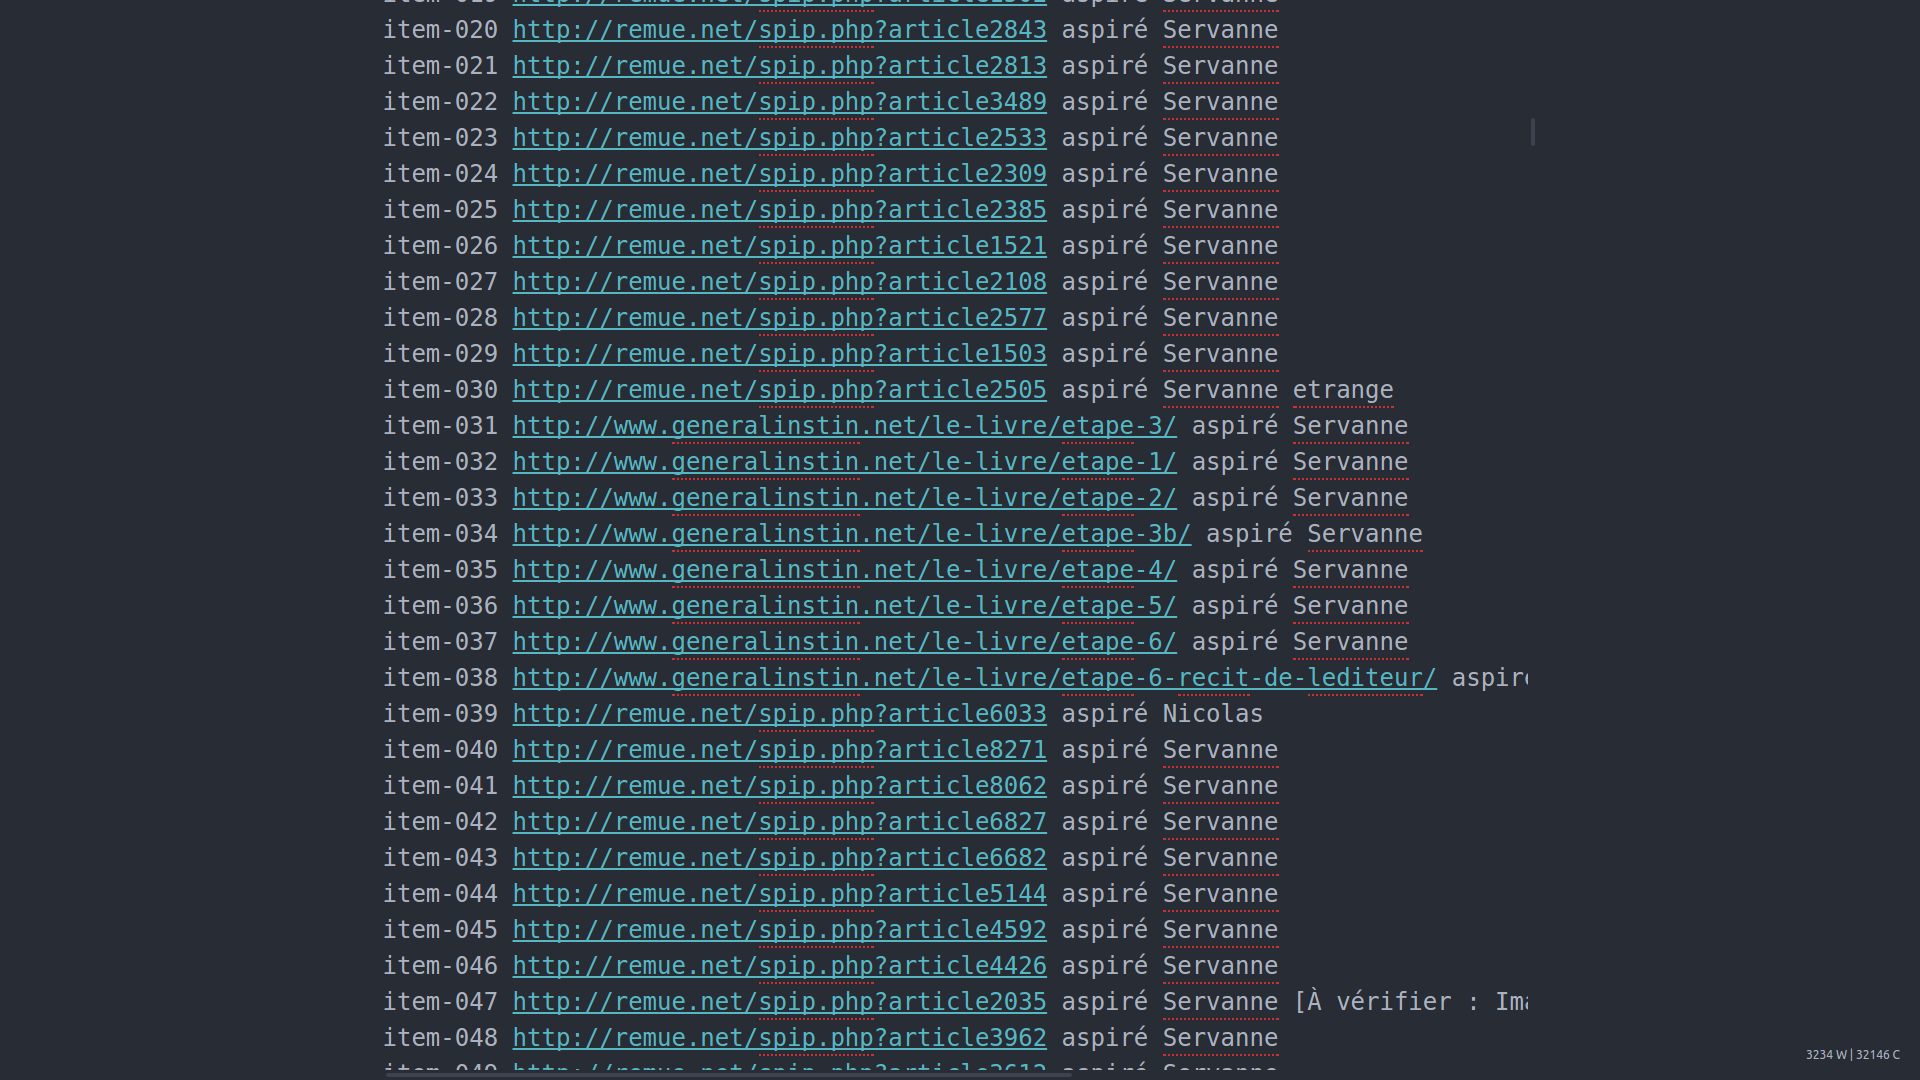 item-020 http://remue.net/spip.php?article2843 aspiré Servanne
item-021 http://remue.net/spip.php?article2813 aspiré Servanne
item-022 http://remue.net/spip.php?article3489 aspiré Servanne
item-023 http://remue.net/spip.php?article2533 aspiré Servanne
item-024 http://remue.net/spip.php?article2309 aspiré Servanne
item-025 http://remue.net/spip.php?article2385 aspiré Servanne
item-026 http://remue.net/spip.php?article1521 aspiré Servanne
item-027 http://remue.net/spip.php?article2108 aspiré Servanne
item-028 http://remue.net/spip.php?article2577 aspiré Servanne
item-029 http://remue.net/spip.php?article1503 aspiré Servanne
item-030 http://remue.net/spip.php?article2505 aspiré Servanne etrange
item-031 http://www.generalinstin.net/le-livre/etape-3/ aspiré Servanne
item-032 http://www.generalinstin.net/le-livre/etape-1/ aspiré Servanne
item-033 http://www.generalinstin.net/le-livre/etape-2/ aspiré Servanne
item-034 http://www.generalinstin.net/le-livre/etape-3b/ aspiré Servanne
item-035 http://www.generalinstin.net/le-livre/etape-4/ aspiré Servanne
item-036 http://www.generalinstin.net/le-livre/etape-5/ aspiré Servanne
item-037 http://www.generalinstin.net/le-livre/etape-6/ aspiré Servanne
item-038 http://www.generalinstin.net/le-livre/etape-6-recit-de-lediteur/ aspiré
item-039 http://remue.net/spip.php?article6033 aspiré Nicolas
item-040 http://remue.net/spip.php?article8271 aspiré Servanne
item-041 http://remue.net/spip.php?article8062 aspiré Servanne
item-042 http://remue.net/spip.php?article6827 aspiré Servanne
item-043 http://remue.net/spip.php?article6682 aspiré Servanne
item-044 http://remue.net/spip.php?article5144 aspiré Servanne
item-045 http://remue.net/spip.php?article4592 aspiré Servanne
item-046 http://remue.net/spip.php?article4426 aspiré Servanne
item-047 http://remue.net/spip.php?article2035 aspiré Servanne [À vérifier :
item-048 http://remue.net/spip.php?article3962 aspiré Servanne
3234 W | 32146 C